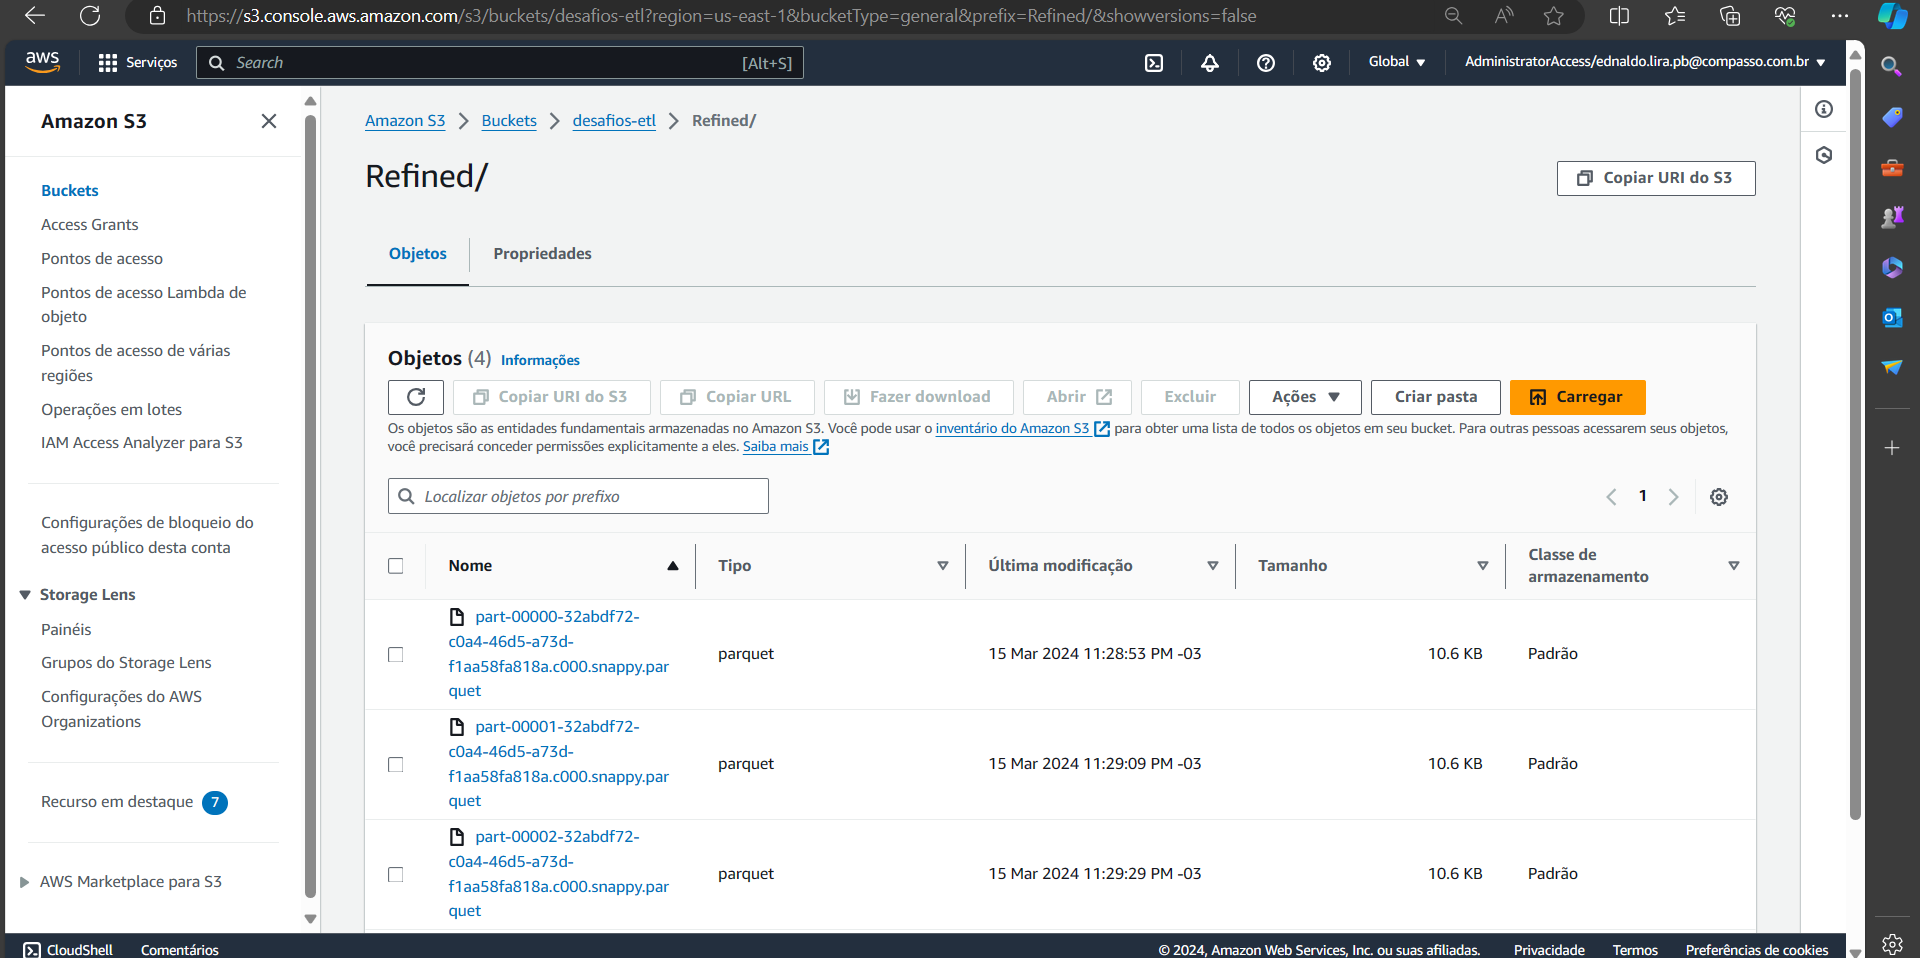 https://s3.console.aws.amazon.com/s3/buckets/desafios-etl?region=us-east-1&bucketType=general&prefix=Refined/&showversions=false
aws
Serviços
Search
[Alt+S]
Global
AdministratorAccess/ednaldo.lira.pb@compasso.com.br
Amazon S3
Buckets
Access Grants
Pontos de acesso
Pontos de acesso Lambda de
objeto
Pontos de acesso de várias
regiões
Operações em lotes
IAM Access Analyzer para S3
Configurações de bloqueio do
acesso público desta conta
Storage Lens
Painéis
Grupos do Storage Lens
Configurações do AWS
Organizations
Recurso em destaque 7
AWS Marketplace para S3
Amazon S3 > Buckets > desafios-etl > Refined/
Refined/
Copiar URI do S3
Objetos
Propriedades
Objetos (4) Informações
Copiar URI do S3
Copiar URL
Fazer download
Abrir
Excluir
Ações
Criar pasta
Carregar
Os objetos são as entidades fundamentais armazenadas no Amazon S3. Você pode usar o inventário do Amazon S3 para obter uma lista de todos os objetos em seu bucket. Para outras pessoas acessarem seus objetos,
você precisará conceder permissões explicitamente a eles. Saiba mais
Localizar objetos por prefixo
1
Nome
Tipo
Última modificação
Tamanho
Classe de
armazenamento
part-00000-32abdf72-
c0a4-46d5-a73d-
f1aa58fa818a.c000.snappy.par
quet
parquet
15 Mar 2024 11:28:53 PM -03
10.6 KB
Padrão
part-00001-32abdf72-
c0a4-46d5-a73d-
f1aa58fa818a.c000.snappy.par
quet
parquet
15 Mar 2024 11:29:09 PM -03
10.6 KB
Padrão
part-00002-32abdf72-
c0a4-46d5-a73d-
f1aa58fa818a.c000.snappy.par
quet
parquet
15 Mar 2024 11:29:29 PM -03
10.6 KB
Padrão
CloudShell
Comentários
© 2024, Amazon Web Services, Inc. ou suas afiliadas.
Privacidade
Termos
Preferências de cookies